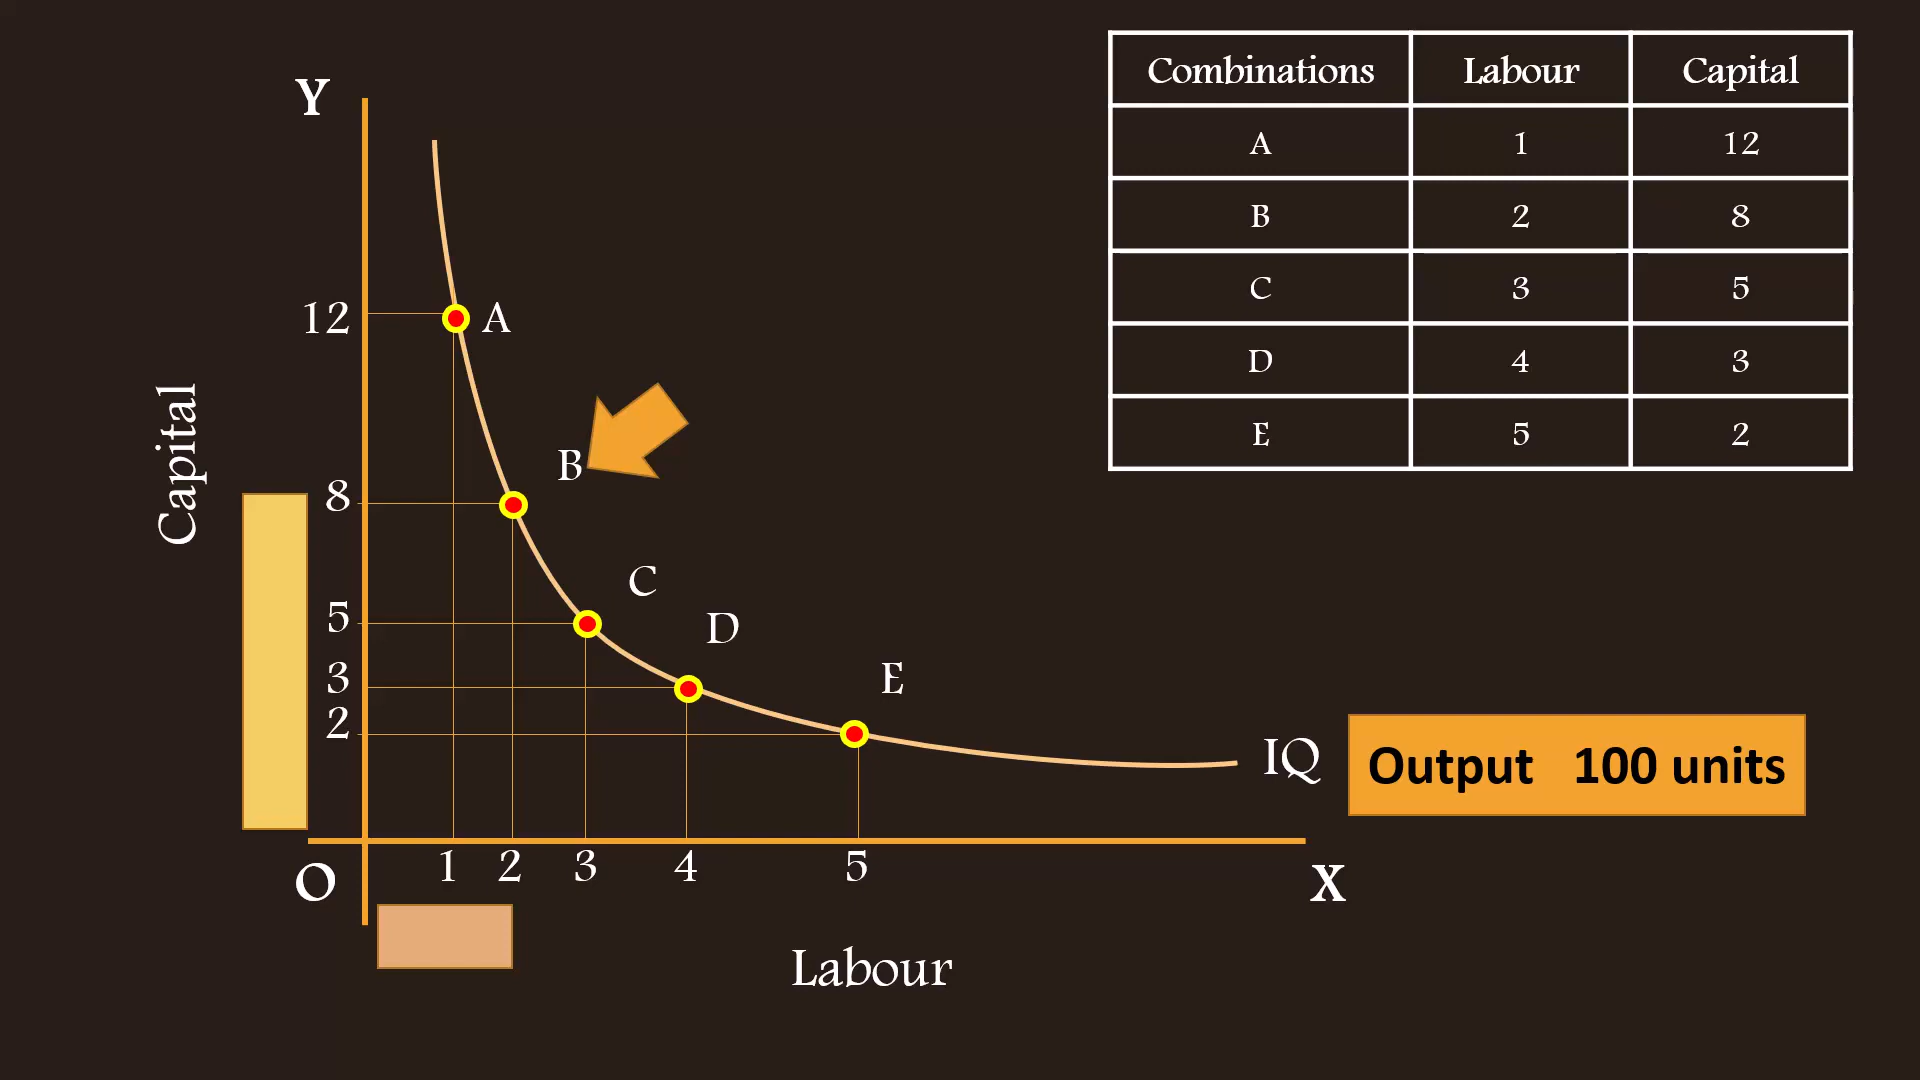 Combinations Labour Capital
A 1 12
B 2 8
C 3 5
D 4 3
E 5 2
Y
12
A
Capital
B
8
C
5
D
3
E
2
IQ
Output 100 units
1 2 3 4 5
O
X
Labour